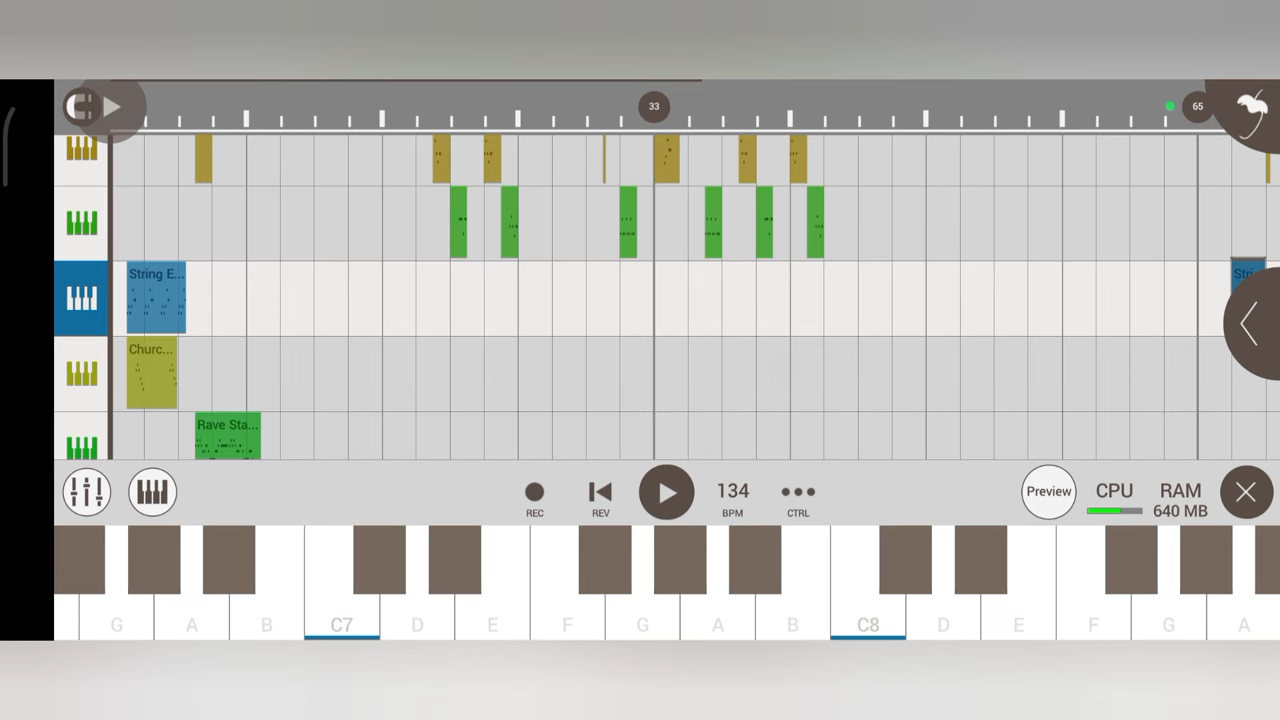 33
65
String E...
Stri
Churc...
Rave Sta...
REC
REV
134
BPM
CTRL
Preview
CPU
RAM
640 MB
G A B C7 D E F G A B C8 D E F G A